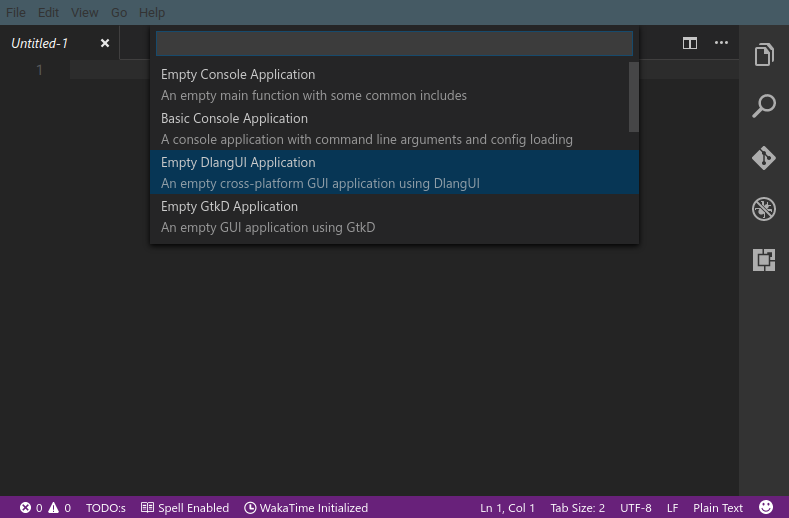 File Edit View Go Help
Untitled-1
1
Empty Console Application
An empty main function with some common includes
Basic Console Application
A console application with command line arguments and config loading
Empty DlangUI Application
An empty cross-platform GUI application using DlangUI
Empty GtkD Application
An empty GUI application using GtkD
0 0 TODO:s Spell Enabled WakaTime Initialized Ln 1, Col 1 Tab Size: 2 UTF-8 LF Plain Text